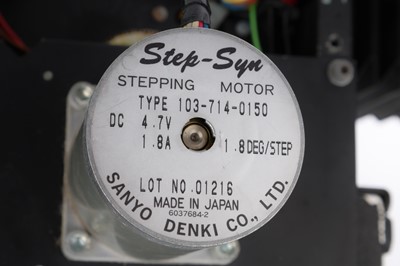 Step-Syn
STEPPING MOTOR
TYPE 103-714-0150
DC 4.7V
1.8A 1.8DEG/STEP
LOT NO.01216
MADE IN JAPAN
6037684-2
SANYO DENKI CO., LTD.